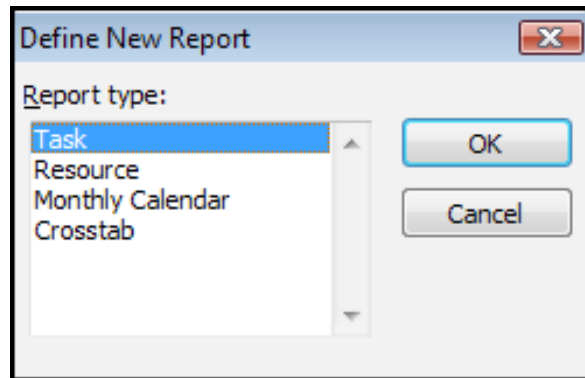 Define New Report
Report type:
Task
Resource
Monthly Calendar
Crosstab
OK
Cancel